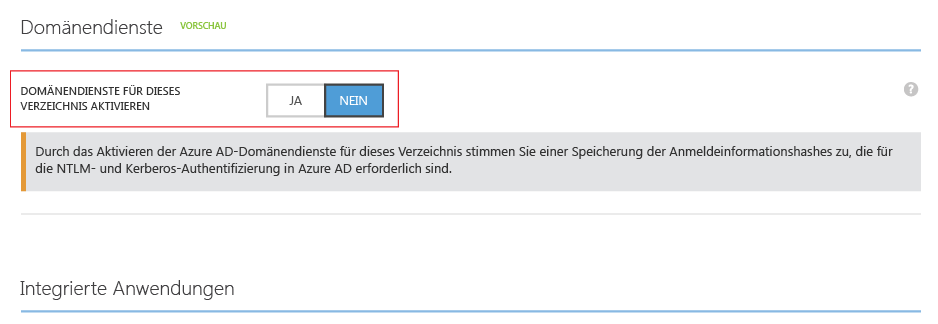 Domänendienste VORSCHAU
DOMÄNENDIENSTE FÜR DIESES
VERZEICHNIS AKTIVIEREN
JA NEIN
?
Durch das Aktivieren der Azure AD-Domänendienste für dieses Verzeichnis stimmen Sie einer Speicherung der Anmeldeinformationshashes zu, die für
die NTLM- und Kerberos-Authentifizierung in Azure AD erforderlich sind.
Integrierte Anwendungen